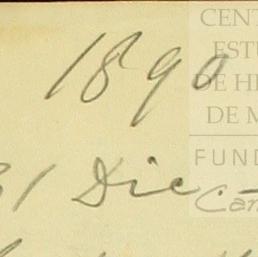 1890
31 Dic
CENT
ESTU
DE HI
DE M
FUND
Car